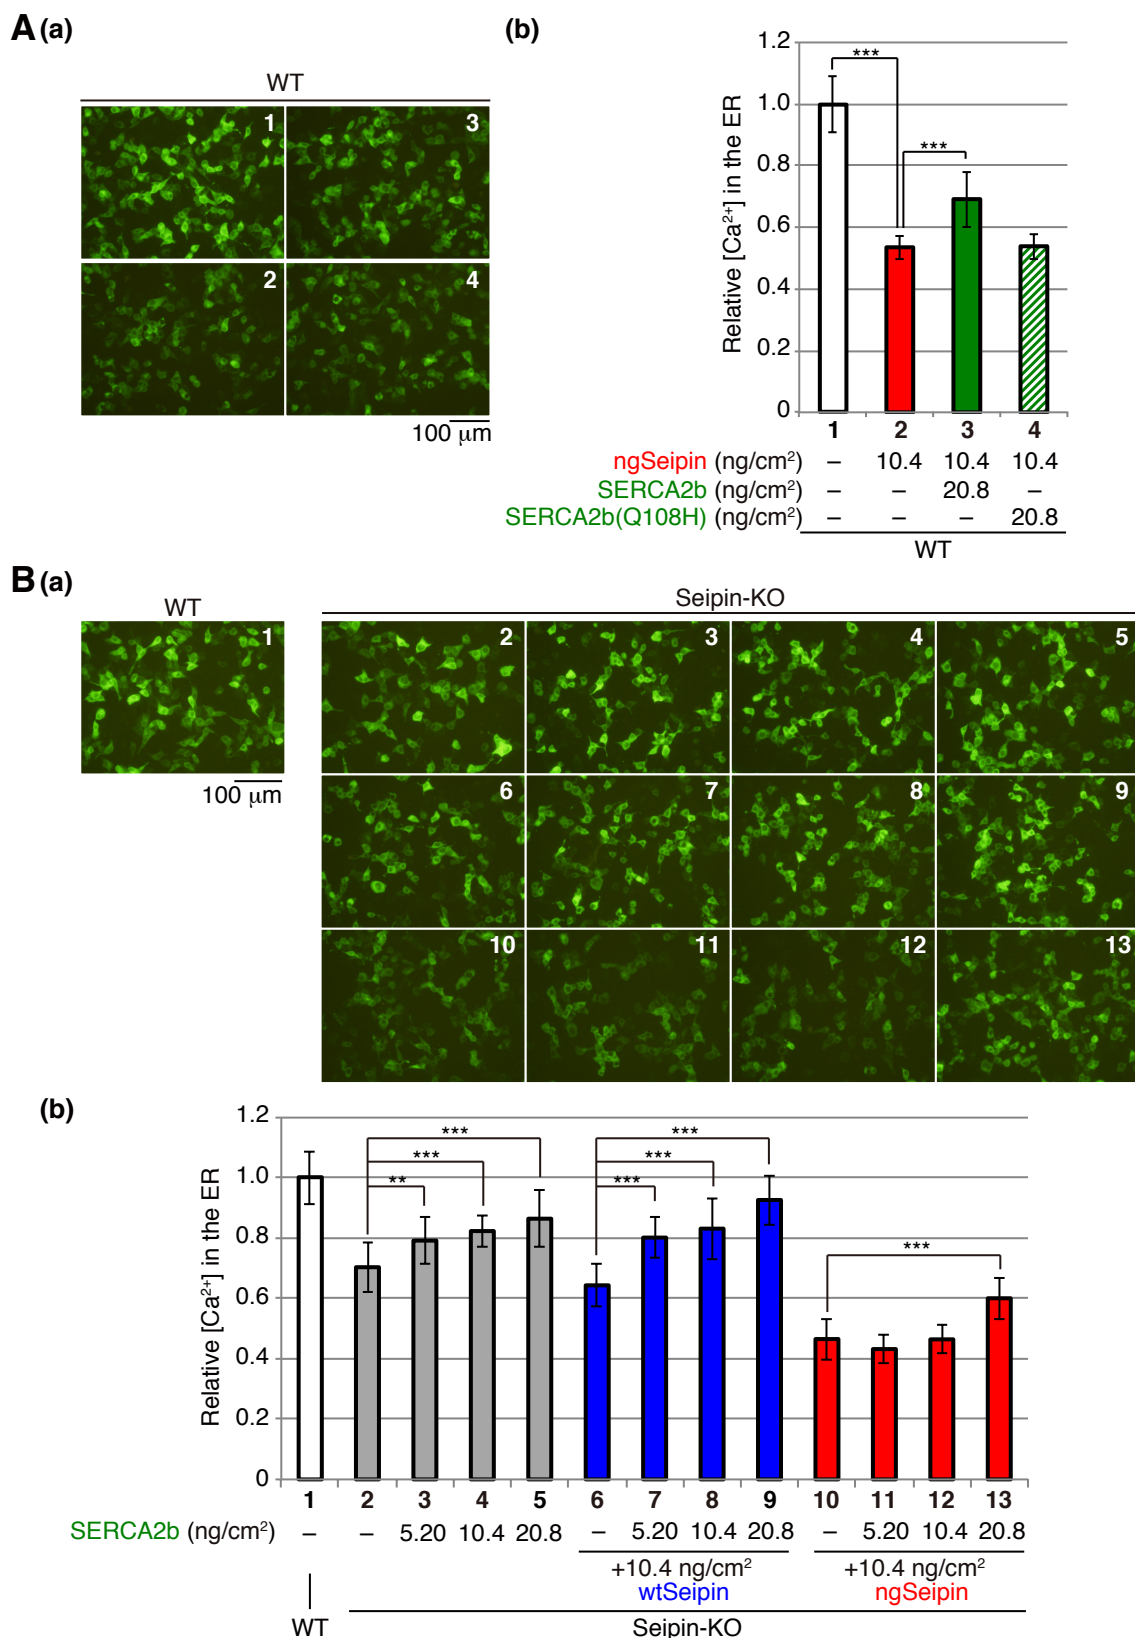 A (a)
WT
1
3
2
4
100 μm
(b)
Relative [Ca²⁺] in the ER
1.2
1.0
0.8
0.6
0.4
0.2
0
***
***
1 2 3 4
ngSeipin (ng/cm²) – 10.4 10.4 10.4
SERCA2b (ng/cm²) – – 20.8 –
SERCA2b(Q108H) (ng/cm²) – – – 20.8
WT
B (a)
WT
1
100 μm
Seipin-KO
2 3 4 5
6 7 8 9
10 11 12 13
(b)
Relative [Ca²⁺] in the ER
1.2
1.0
0.8
0.6
0.4
0.2
0
*** ***
*** ***
** ***
***
1 2 3 4 5 6 7 8 9 10 11 12 13
SERCA2b (ng/cm²) – – 5.20 10.4 20.8 – 5.20 10.4 20.8 – 5.20 10.4 20.8
+10.4 ng/cm² +10.4 ng/cm²
wtSeipin ngSeipin
WT Seipin-KO